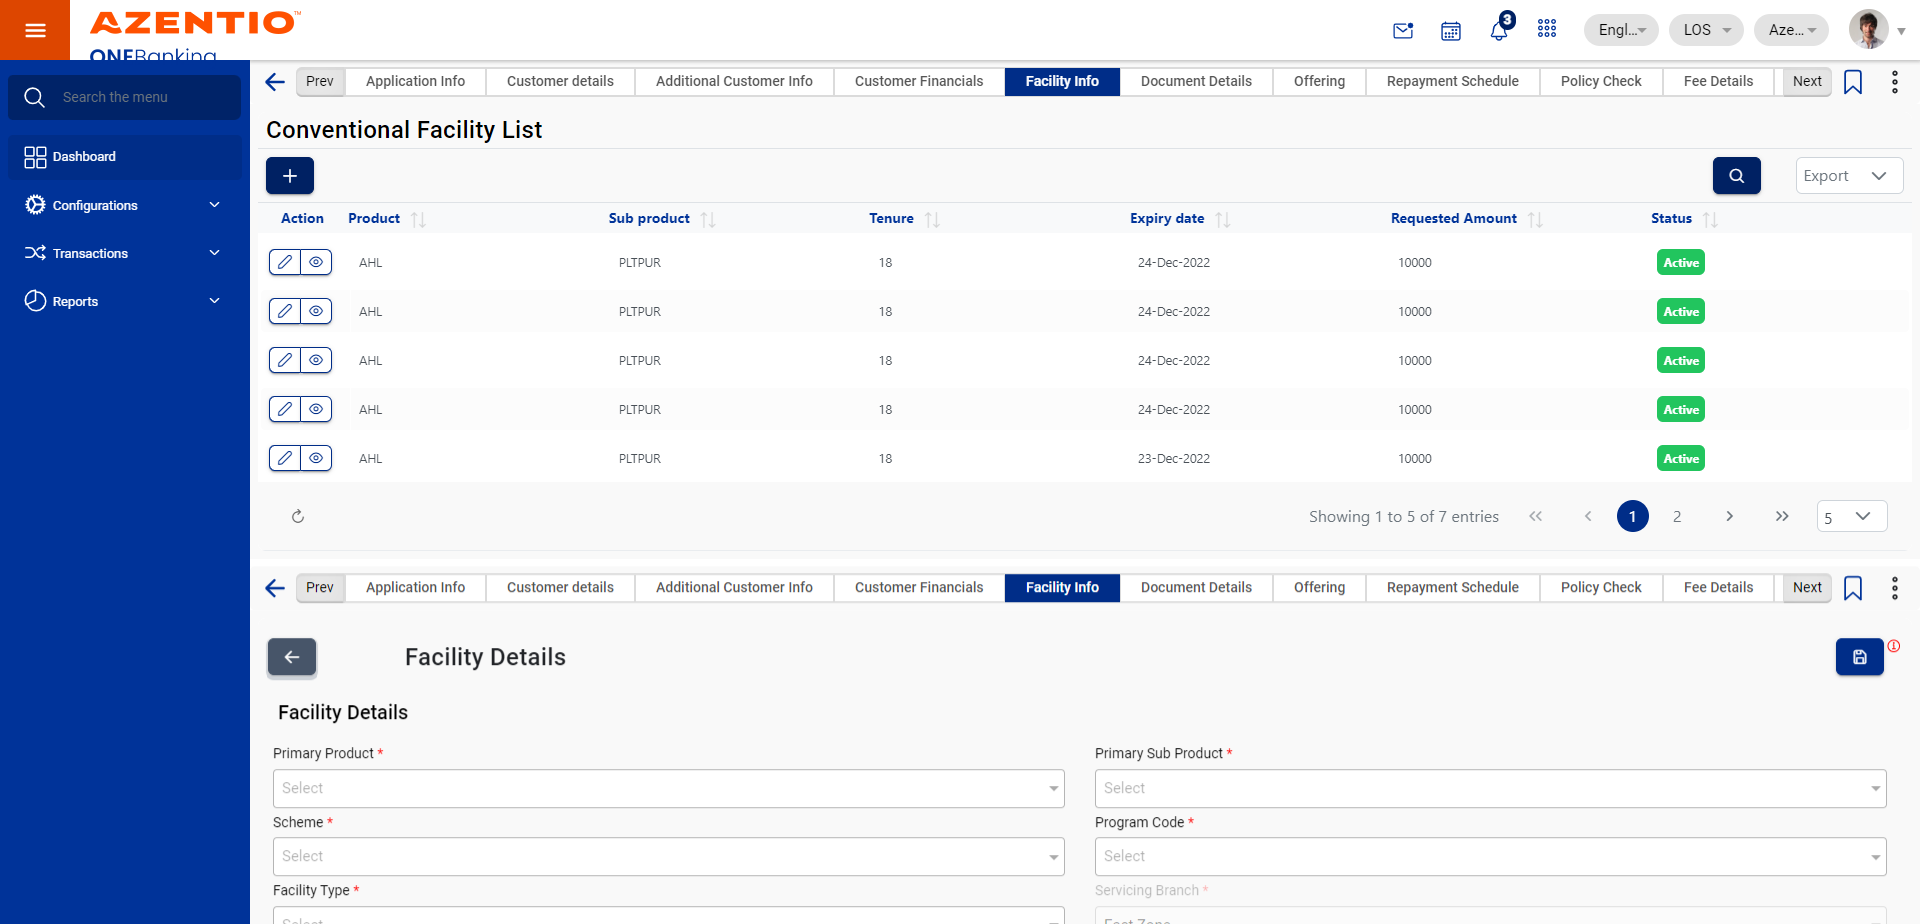 AZENTIO™
ONEBanking
3
Engl...
LOS
Aze...
Search the menu
Dashboard
Configurations
Transactions
Reports
Prev
Application Info
Customer details
Additional Customer Info
Customer Financials
Facility Info
Document Details
Offering
Repayment Schedule
Policy Check
Fee Details
Next
Conventional Facility List
Export
Action Product Sub product Tenure Expiry date Requested Amount Status
AHL PLTPUR 18 24-Dec-2022 10000 Active
AHL PLTPUR 18 24-Dec-2022 10000 Active
AHL PLTPUR 18 24-Dec-2022 10000 Active
AHL PLTPUR 18 24-Dec-2022 10000 Active
AHL PLTPUR 18 23-Dec-2022 10000 Active
Showing 1 to 5 of 7 entries
1
2
5
Prev
Application Info
Customer details
Additional Customer Info
Customer Financials
Facility Info
Document Details
Offering
Repayment Schedule
Policy Check
Fee Details
Next
Facility Details
Facility Details
Primary Product *
Select
Primary Sub Product *
Select
Scheme *
Select
Program Code *
Select
Facility Type *
Select
Servicing Branch *
East Zone